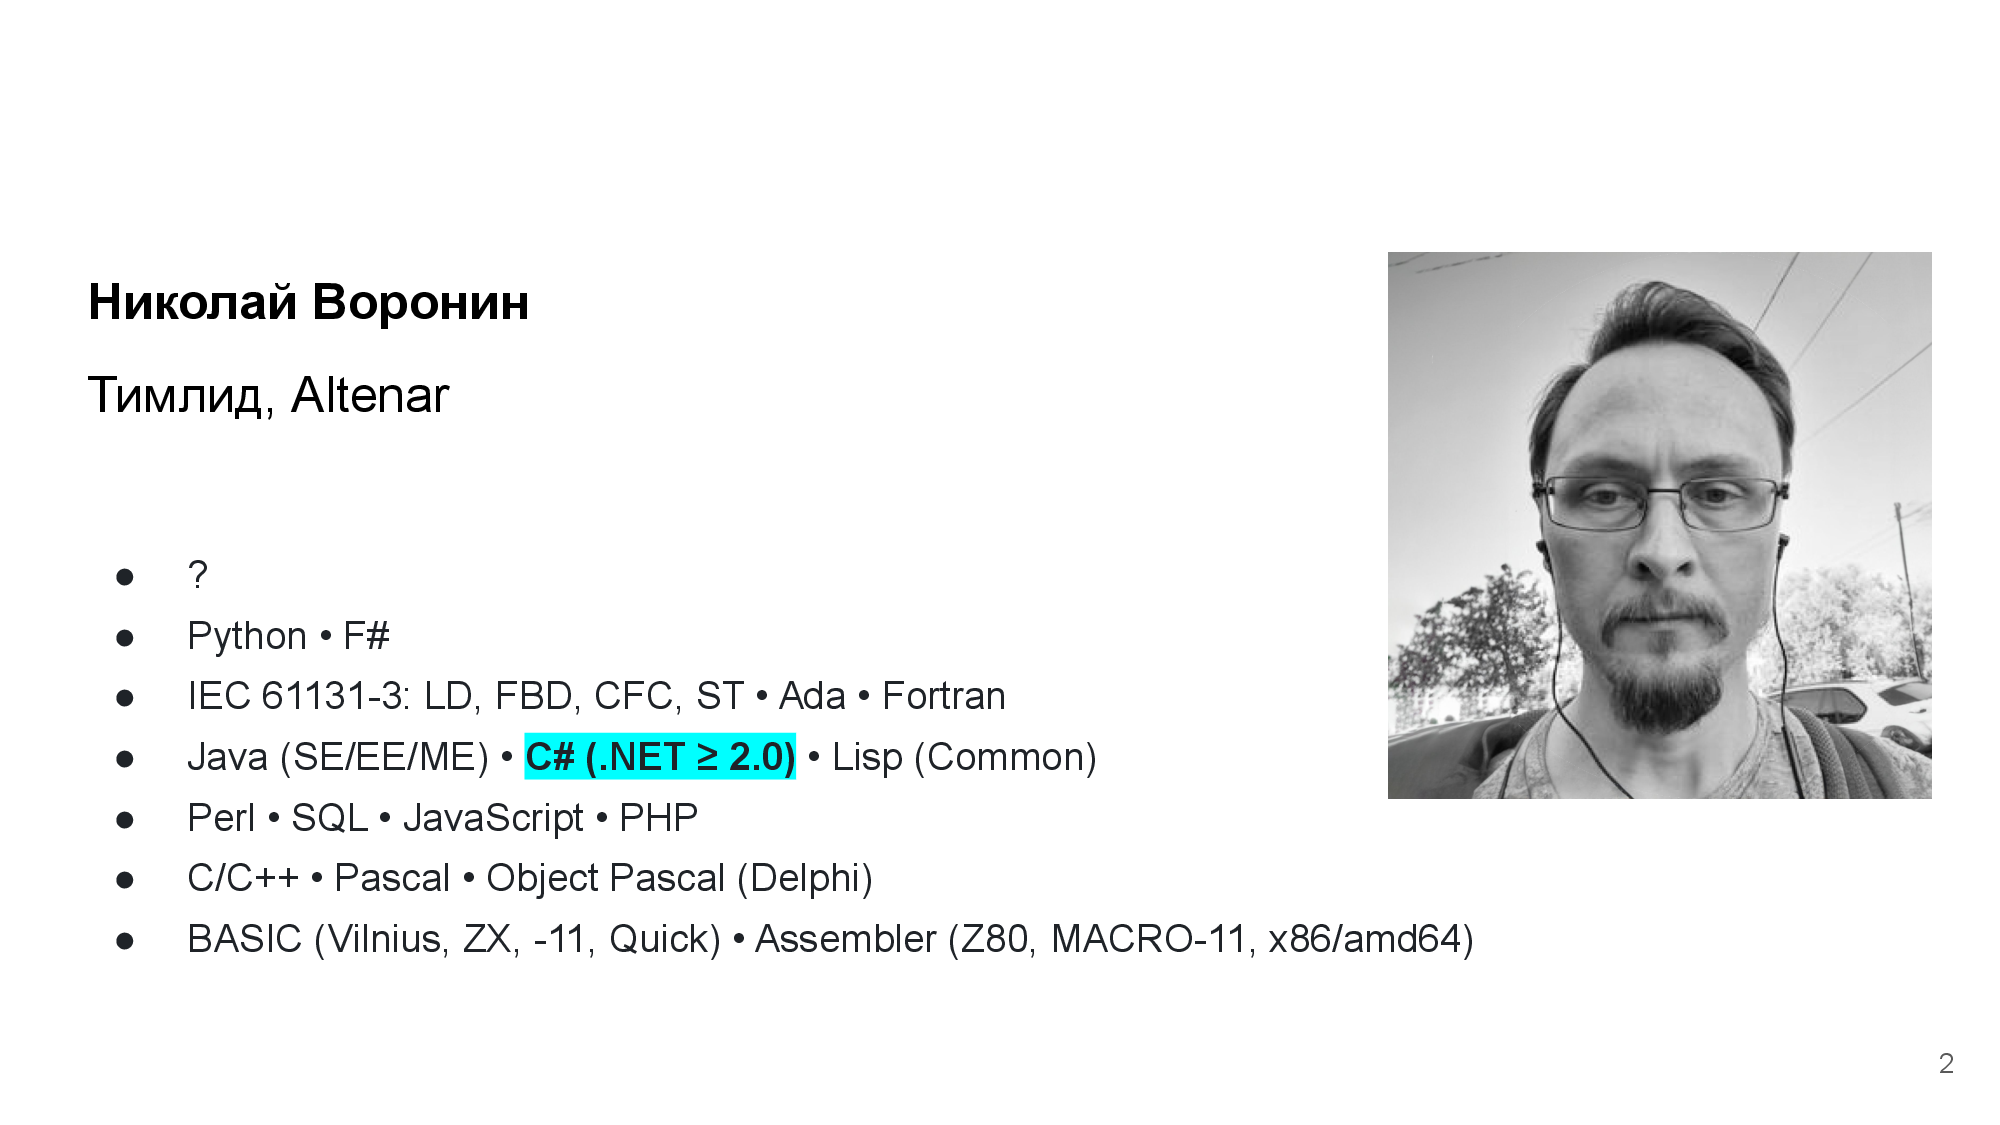 Николай Воронин
Тимлид, Altenar
● ?
● Python • F#
● IEC 61131-3: LD, FBD, CFC, ST • Ada • Fortran
● Java (SE/EE/ME) • C# (.NET ≥ 2.0) • Lisp (Common)
● Perl • SQL • JavaScript • PHP
● C/C++ • Pascal • Object Pascal (Delphi)
● BASIC (Vilnius, ZX, -11, Quick) • Assembler (Z80, MACRO-11, x86/amd64)
2